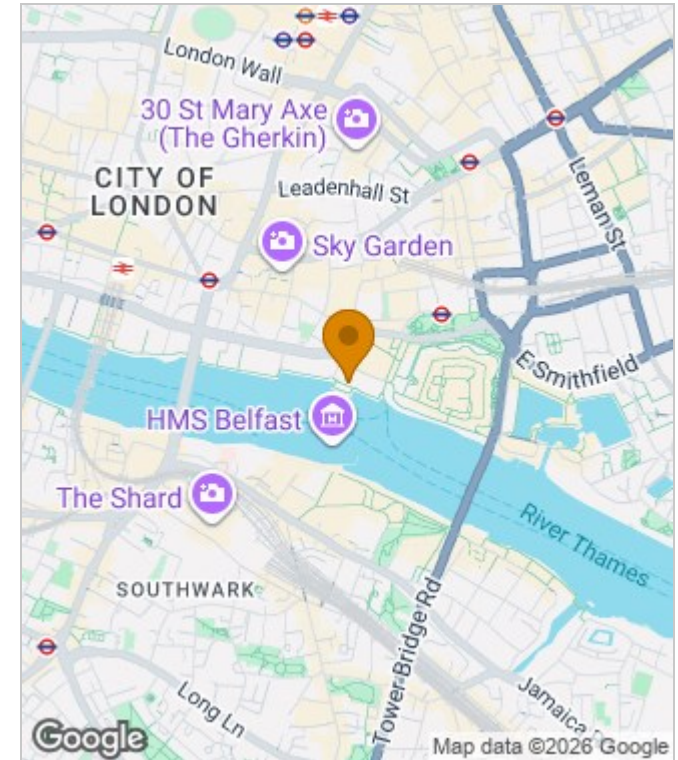 London Wall
30 St Mary Axe
(The Gherkin)
CITY OF
LONDON
Leadenhall St
Leman St
Sky Garden
E Smithfield
HMS Belfast
The Shard
River Thames
SOUTHWARK
Tower Bridge Rd
Long Ln
Jamaica
Google
Map data ©2026 Google